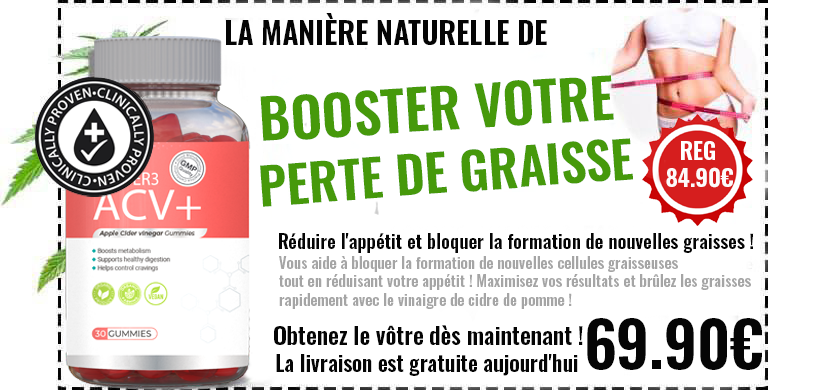 LA MANIÈRE NATURELLE DE
BOOSTER VOTRE
PERTE DE GRAISSE
REG
84.90€
CLINICALLY PROVEN•CLINICALLY PROVEN•
GMP
ER3
ACV+
Apple Cider vinegar Gummies
• Boosts metabolism
• Supports healthy digestion
• Helps control cravings
VEGAN
30 GUMMIES
Réduire l'appétit et bloquer la formation de nouvelles graisses !
Vous aide à bloquer la formation de nouvelles cellules graisseuses
tout en réduisant votre appétit ! Maximisez vos résultats et brûlez les graisses
rapidement avec le vinaigre de cidre de pomme !
Obtenez le vôtre dès maintenant !
La livraison est gratuite aujourd'hui
69.90€